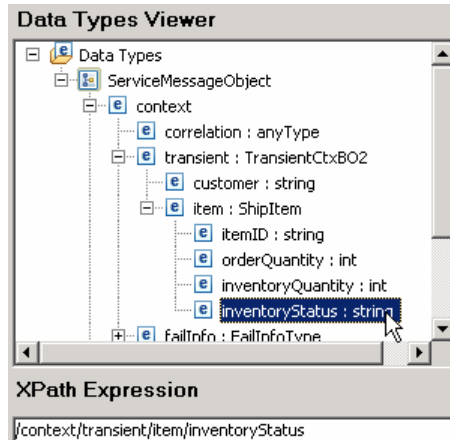 Data Types Viewer
Data Types
ServiceMessageObject
context
correlation : anyType
transient : TransientCtxBO2
customer : string
item : ShipItem
itemID : string
orderQuantity : int
inventoryQuantity : int
inventoryStatus : string
failInfo : FailInfoType
XPath Expression
/context/transient/item/inventoryStatus